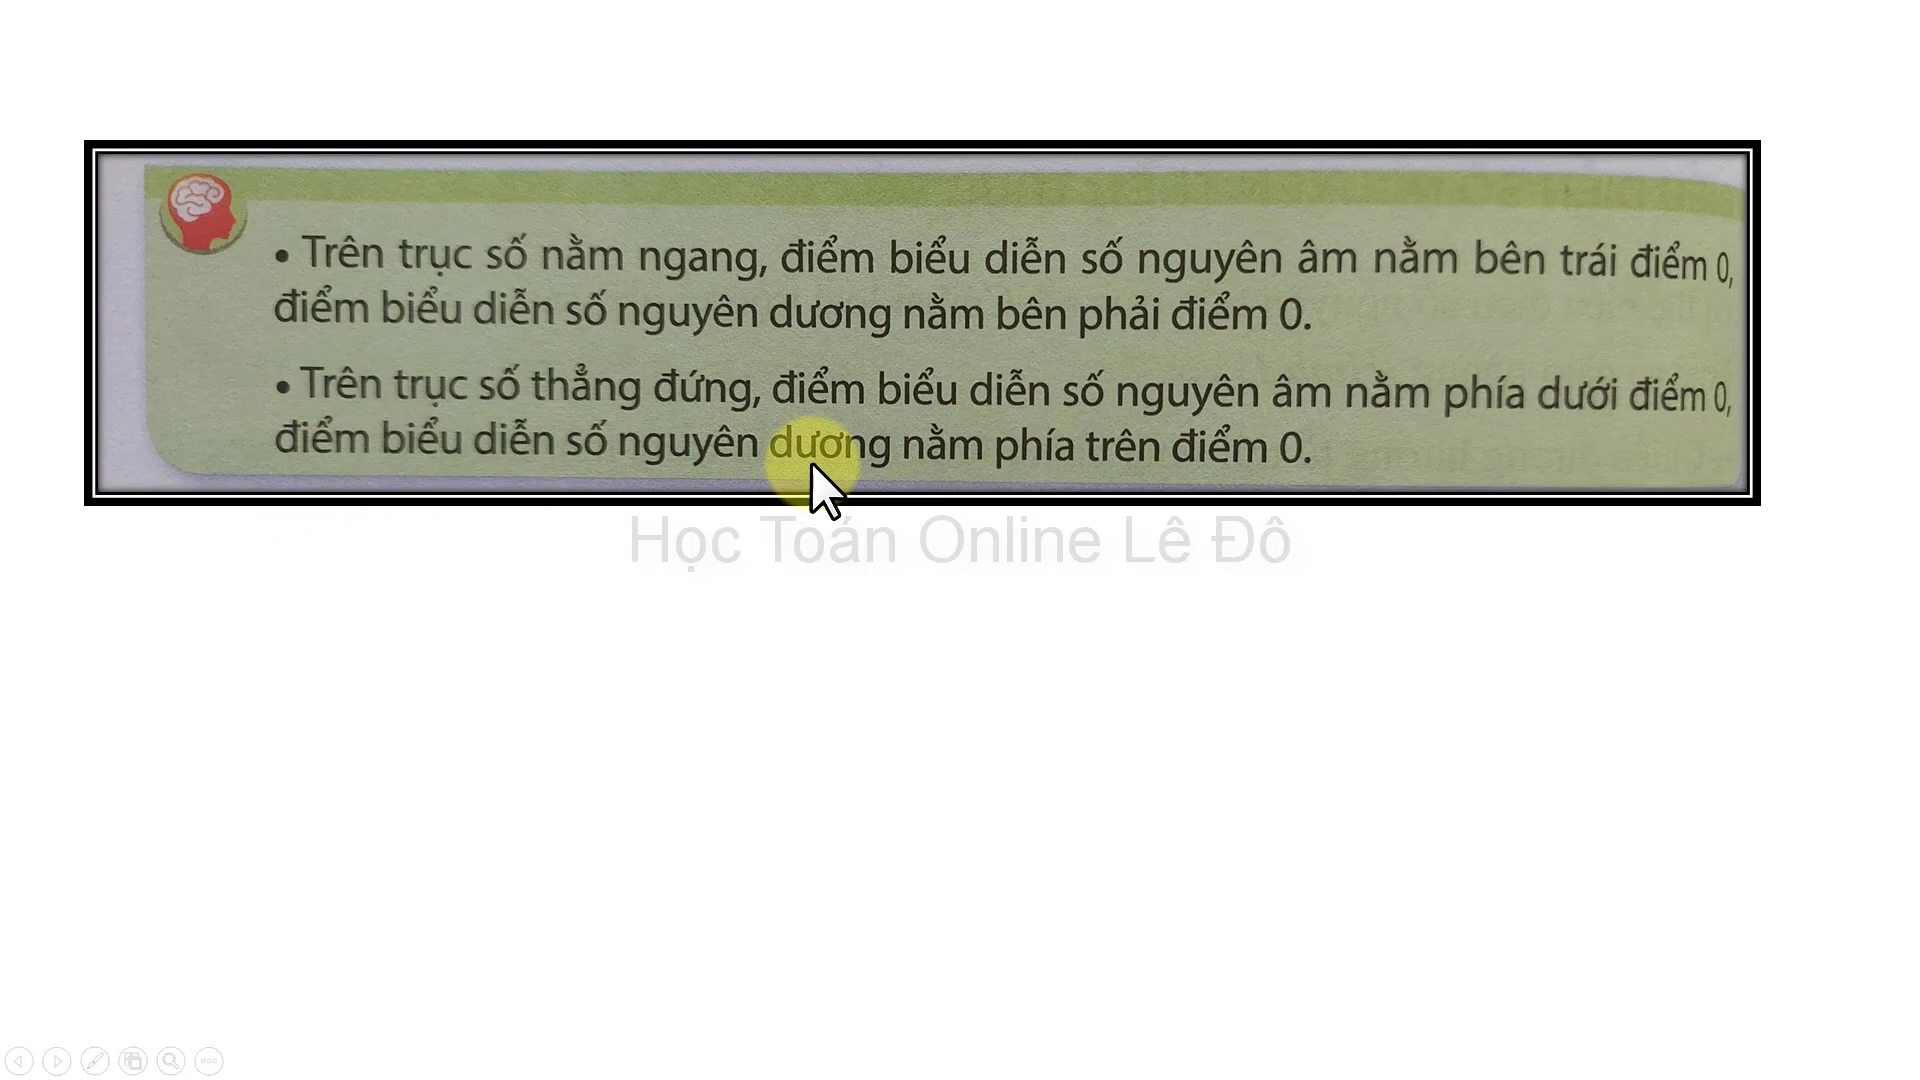 • Trên trục số nằm ngang, điểm biểu diễn số nguyên âm nằm bên trái điểm 0,
điểm biểu diễn số nguyên dương nằm bên phải điểm 0.
• Trên trục số thẳng đứng, điểm biểu diễn số nguyên âm nằm phía dưới điểm 0,
điểm biểu diễn số nguyên dương nằm phía trên điểm 0.
Học Toán Online Lê Đô